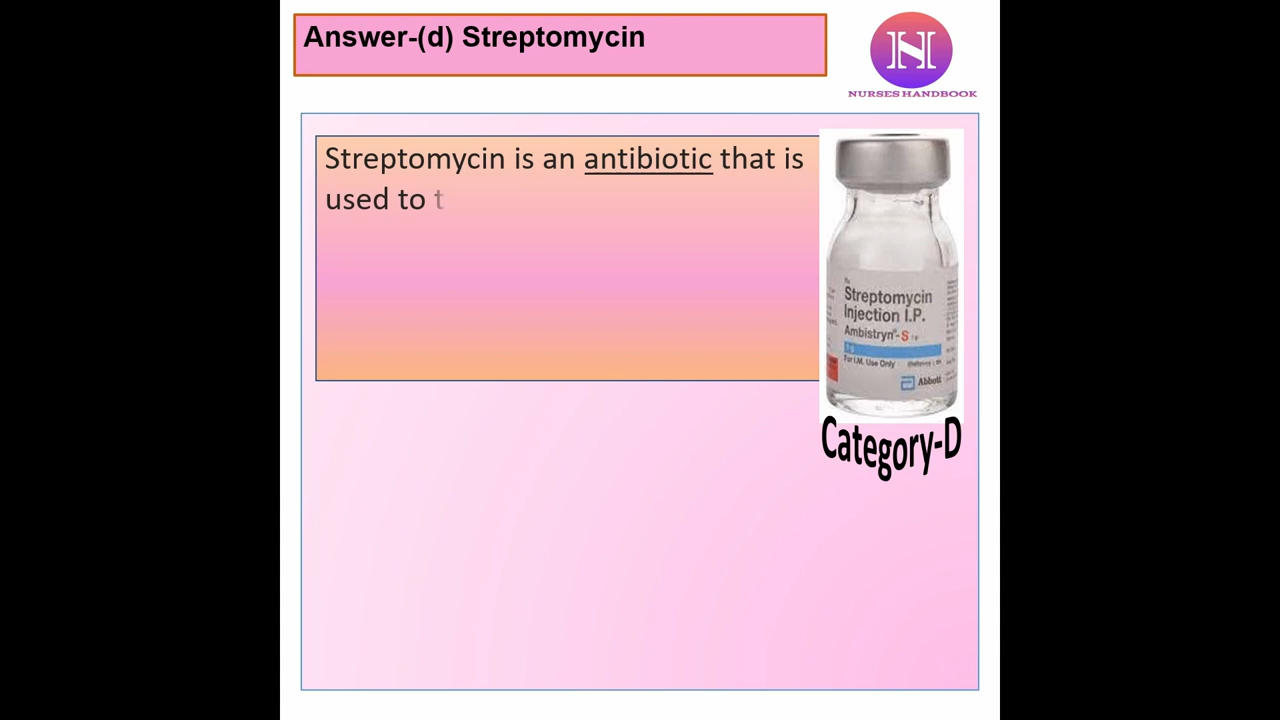 Answer-(d) Streptomycin
N
NURSES HANDBOOK
Streptomycin is an antibiotic that is
used to t
Streptomycin
Injection I.P.
Ambistryn®-S
For I.M. Use Only
Abbott
Category-D